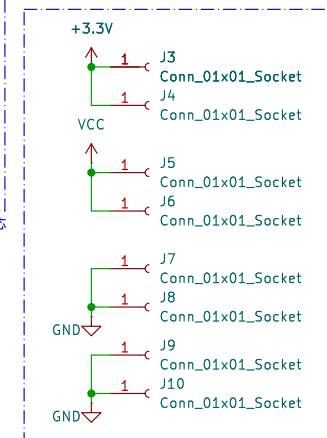 +3.3V
1 J3
Conn_01x01_Socket
1 J4
Conn_01x01_Socket
VCC
1 J5
Conn_01x01_Socket
1 J6
Conn_01x01_Socket
1 J7
Conn_01x01_Socket
1 J8
Conn_01x01_Socket
GND
1 J9
Conn_01x01_Socket
1 J10
Conn_01x01_Socket
GND